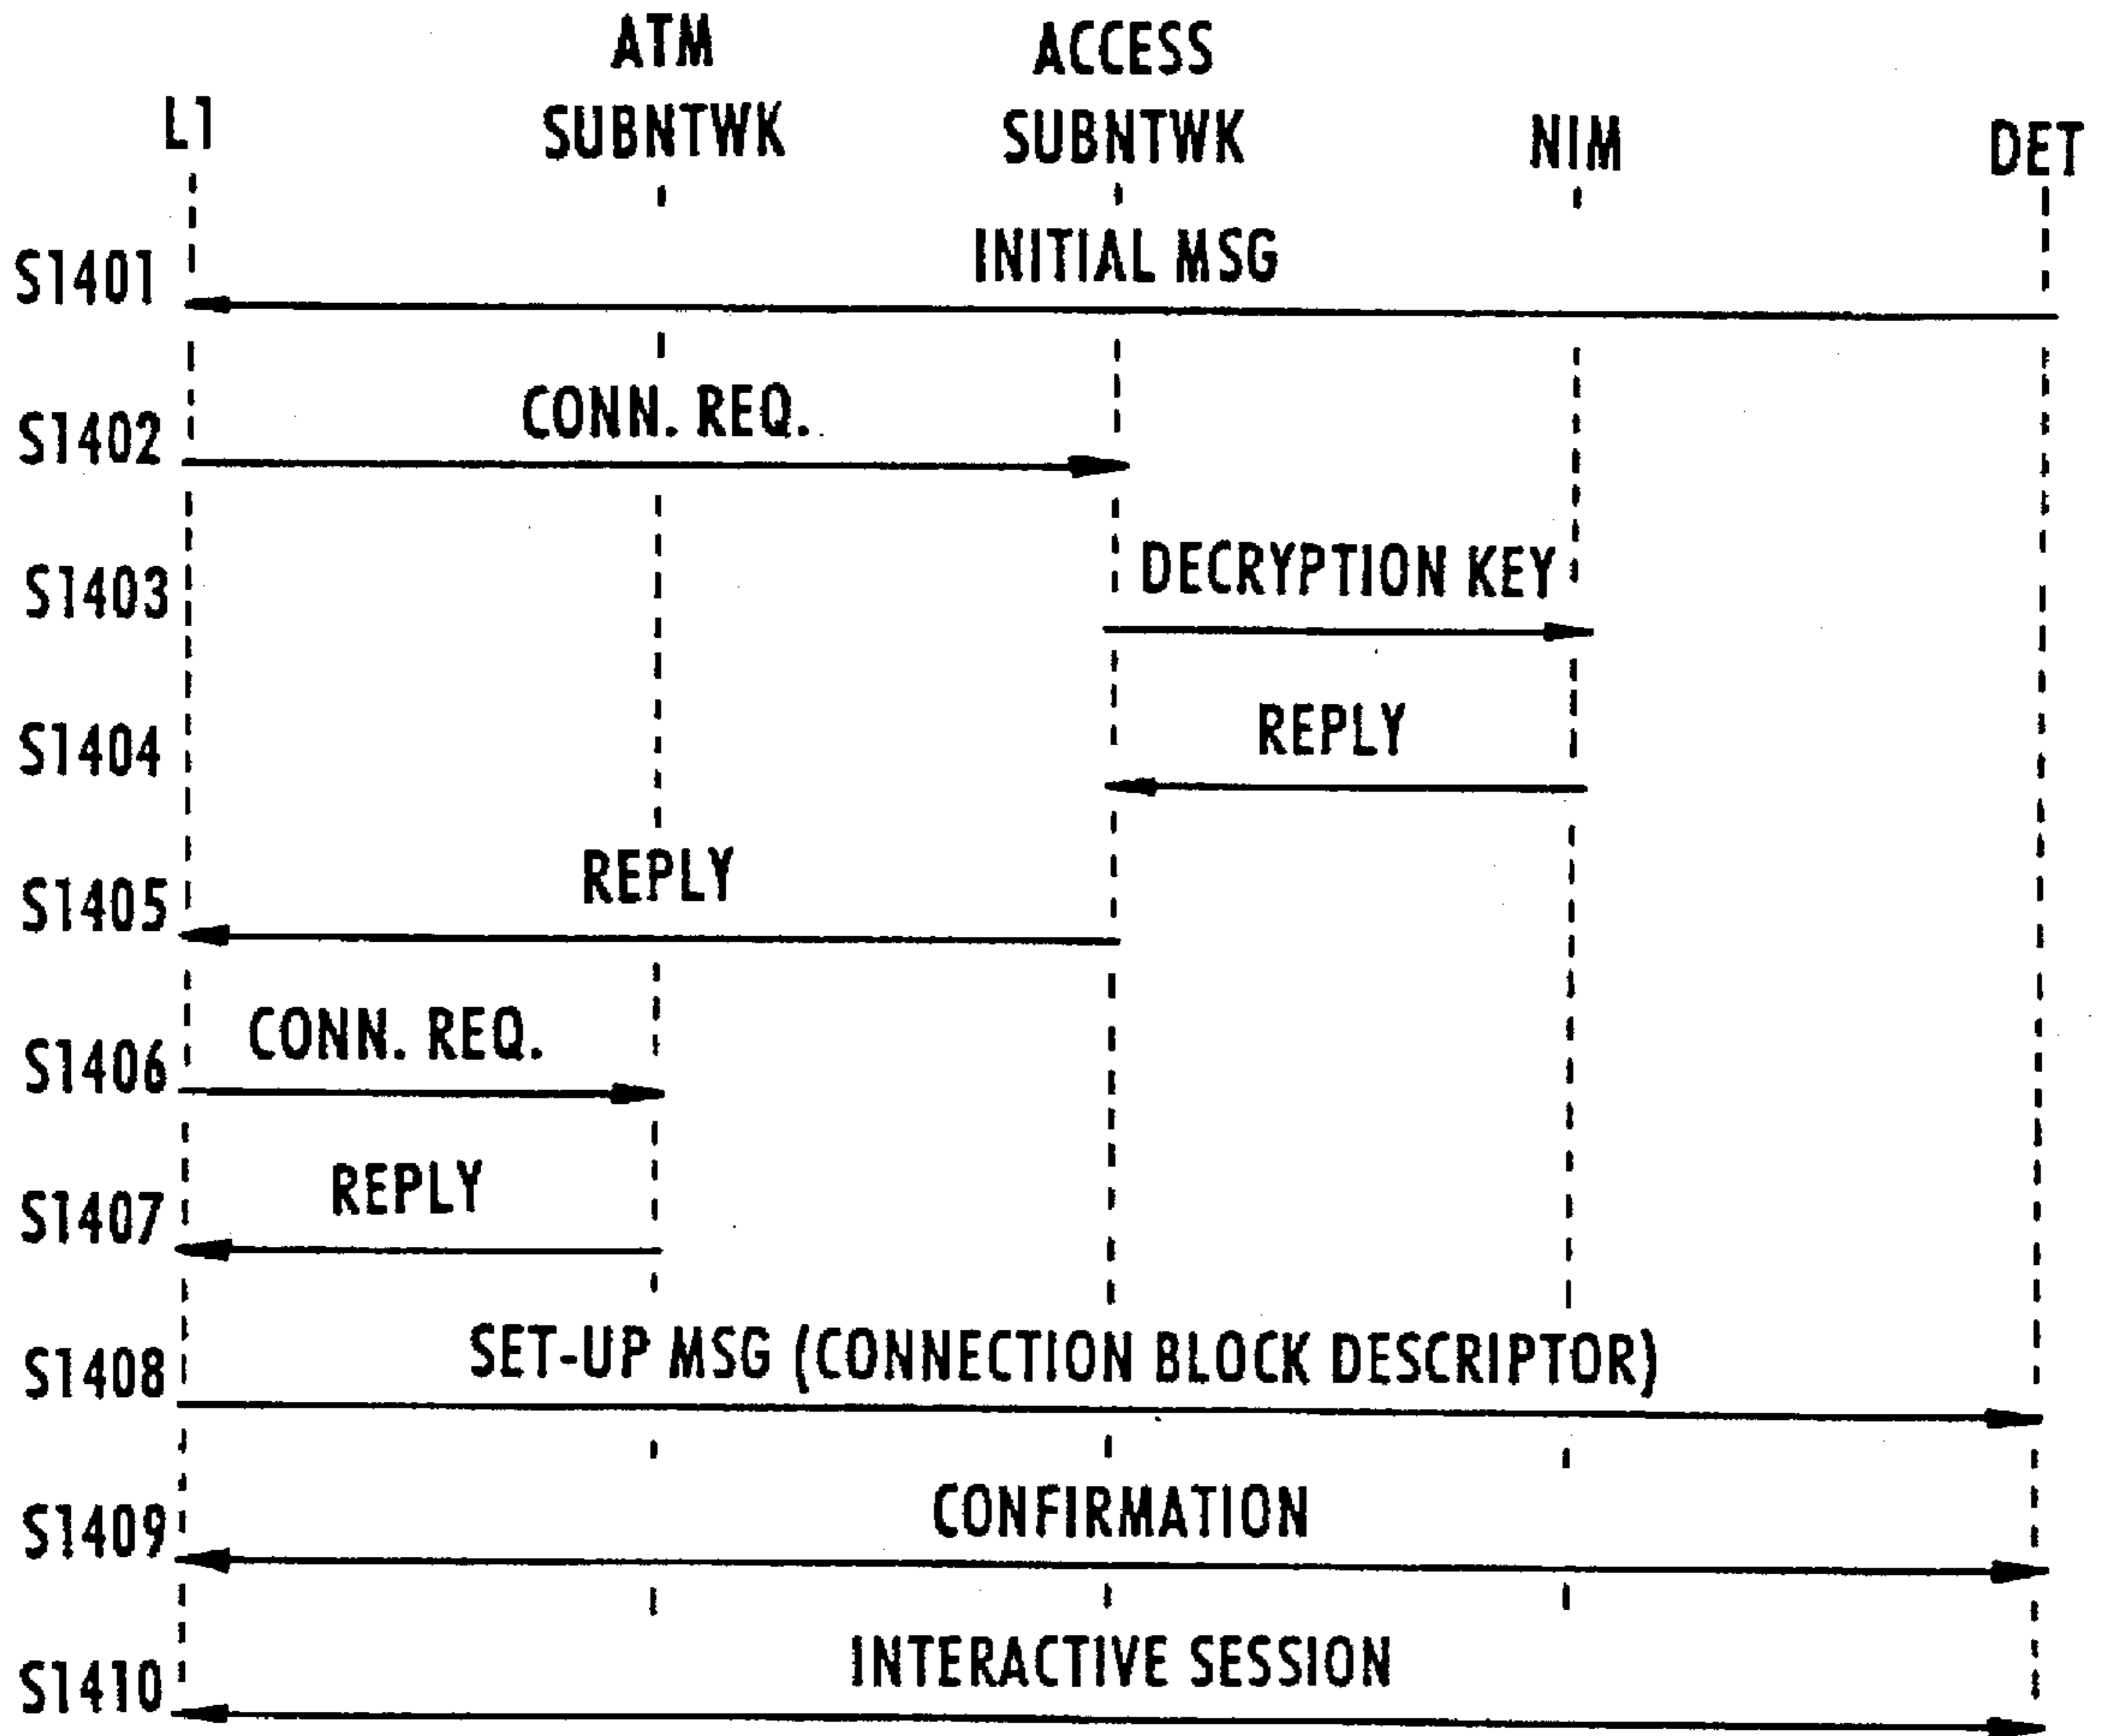 L1
ATM
SUBNTWK
ACCESS
SUBNTWK
NIM
DET
S1401
INITIAL MSG
S1402
CONN. REQ.
S1403
DECRYPTION KEY
S1404
REPLY
S1405
REPLY
S1406
CONN. REQ.
S1407
REPLY
S1408
SET-UP MSG (CONNECTION BLOCK DESCRIPTOR)
S1409
CONFIRMATION
S1410
INTERACTIVE SESSION